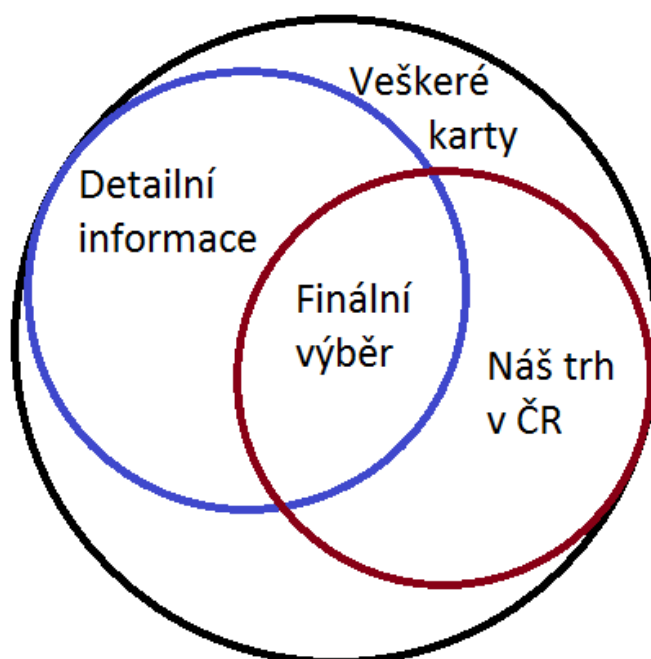 Veškeré
karty
Detailní
informace
Finální
výběr
Náš trh
v ČR